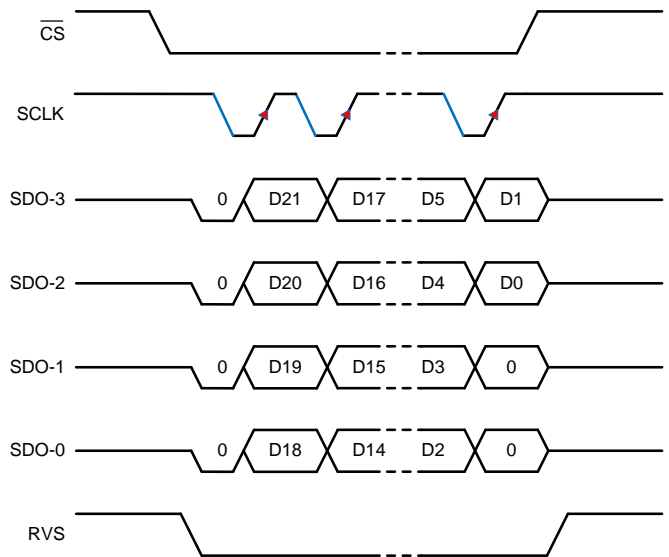 CS
SCLK
SDO-3 0 D21 D17 D5 D1
SDO-2 0 D20 D16 D4 D0
SDO-1 0 D19 D15 D3 0
SDO-0 0 D18 D14 D2 0
RVS